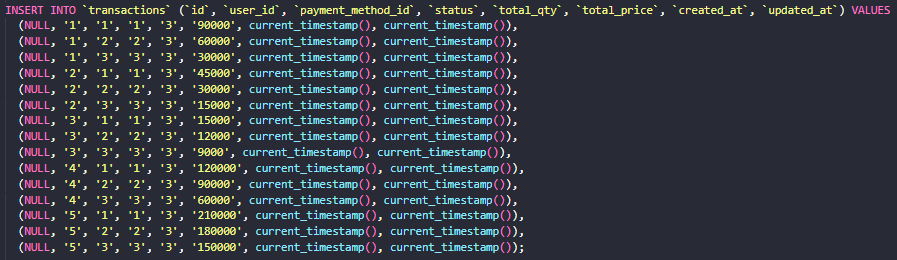 INSERT INTO `transactions` (`id`, `user_id`, `payment_method_id`, `status`, `total_qty`, `total_price`, `created_at`, `updated_at`) VALUES
(NULL, '1', '1', '1', '3', '90000', current_timestamp(), current_timestamp()),
(NULL, '1', '2', '2', '3', '60000', current_timestamp(), current_timestamp()),
(NULL, '1', '3', '3', '3', '30000', current_timestamp(), current_timestamp()),
(NULL, '2', '1', '1', '3', '45000', current_timestamp(), current_timestamp()),
(NULL, '2', '2', '2', '3', '30000', current_timestamp(), current_timestamp()),
(NULL, '2', '3', '3', '3', '15000', current_timestamp(), current_timestamp()),
(NULL, '3', '1', '1', '3', '15000', current_timestamp(), current_timestamp()),
(NULL, '3', '2', '2', '3', '12000', current_timestamp(), current_timestamp()),
(NULL, '3', '3', '3', '3', '9000', current_timestamp(), current_timestamp()),
(NULL, '4', '1', '1', '3', '120000', current_timestamp(), current_timestamp()),
(NULL, '4', '2', '2', '3', '90000', current_timestamp(), current_timestamp()),
(NULL, '4', '3', '3', '3', '60000', current_timestamp(), current_timestamp()),
(NULL, '5', '1', '1', '3', '210000', current_timestamp(), current_timestamp()),
(NULL, '5', '2', '2', '3', '180000', current_timestamp(), current_timestamp()),
(NULL, '5', '3', '3', '3', '150000', current_timestamp(), current_timestamp());